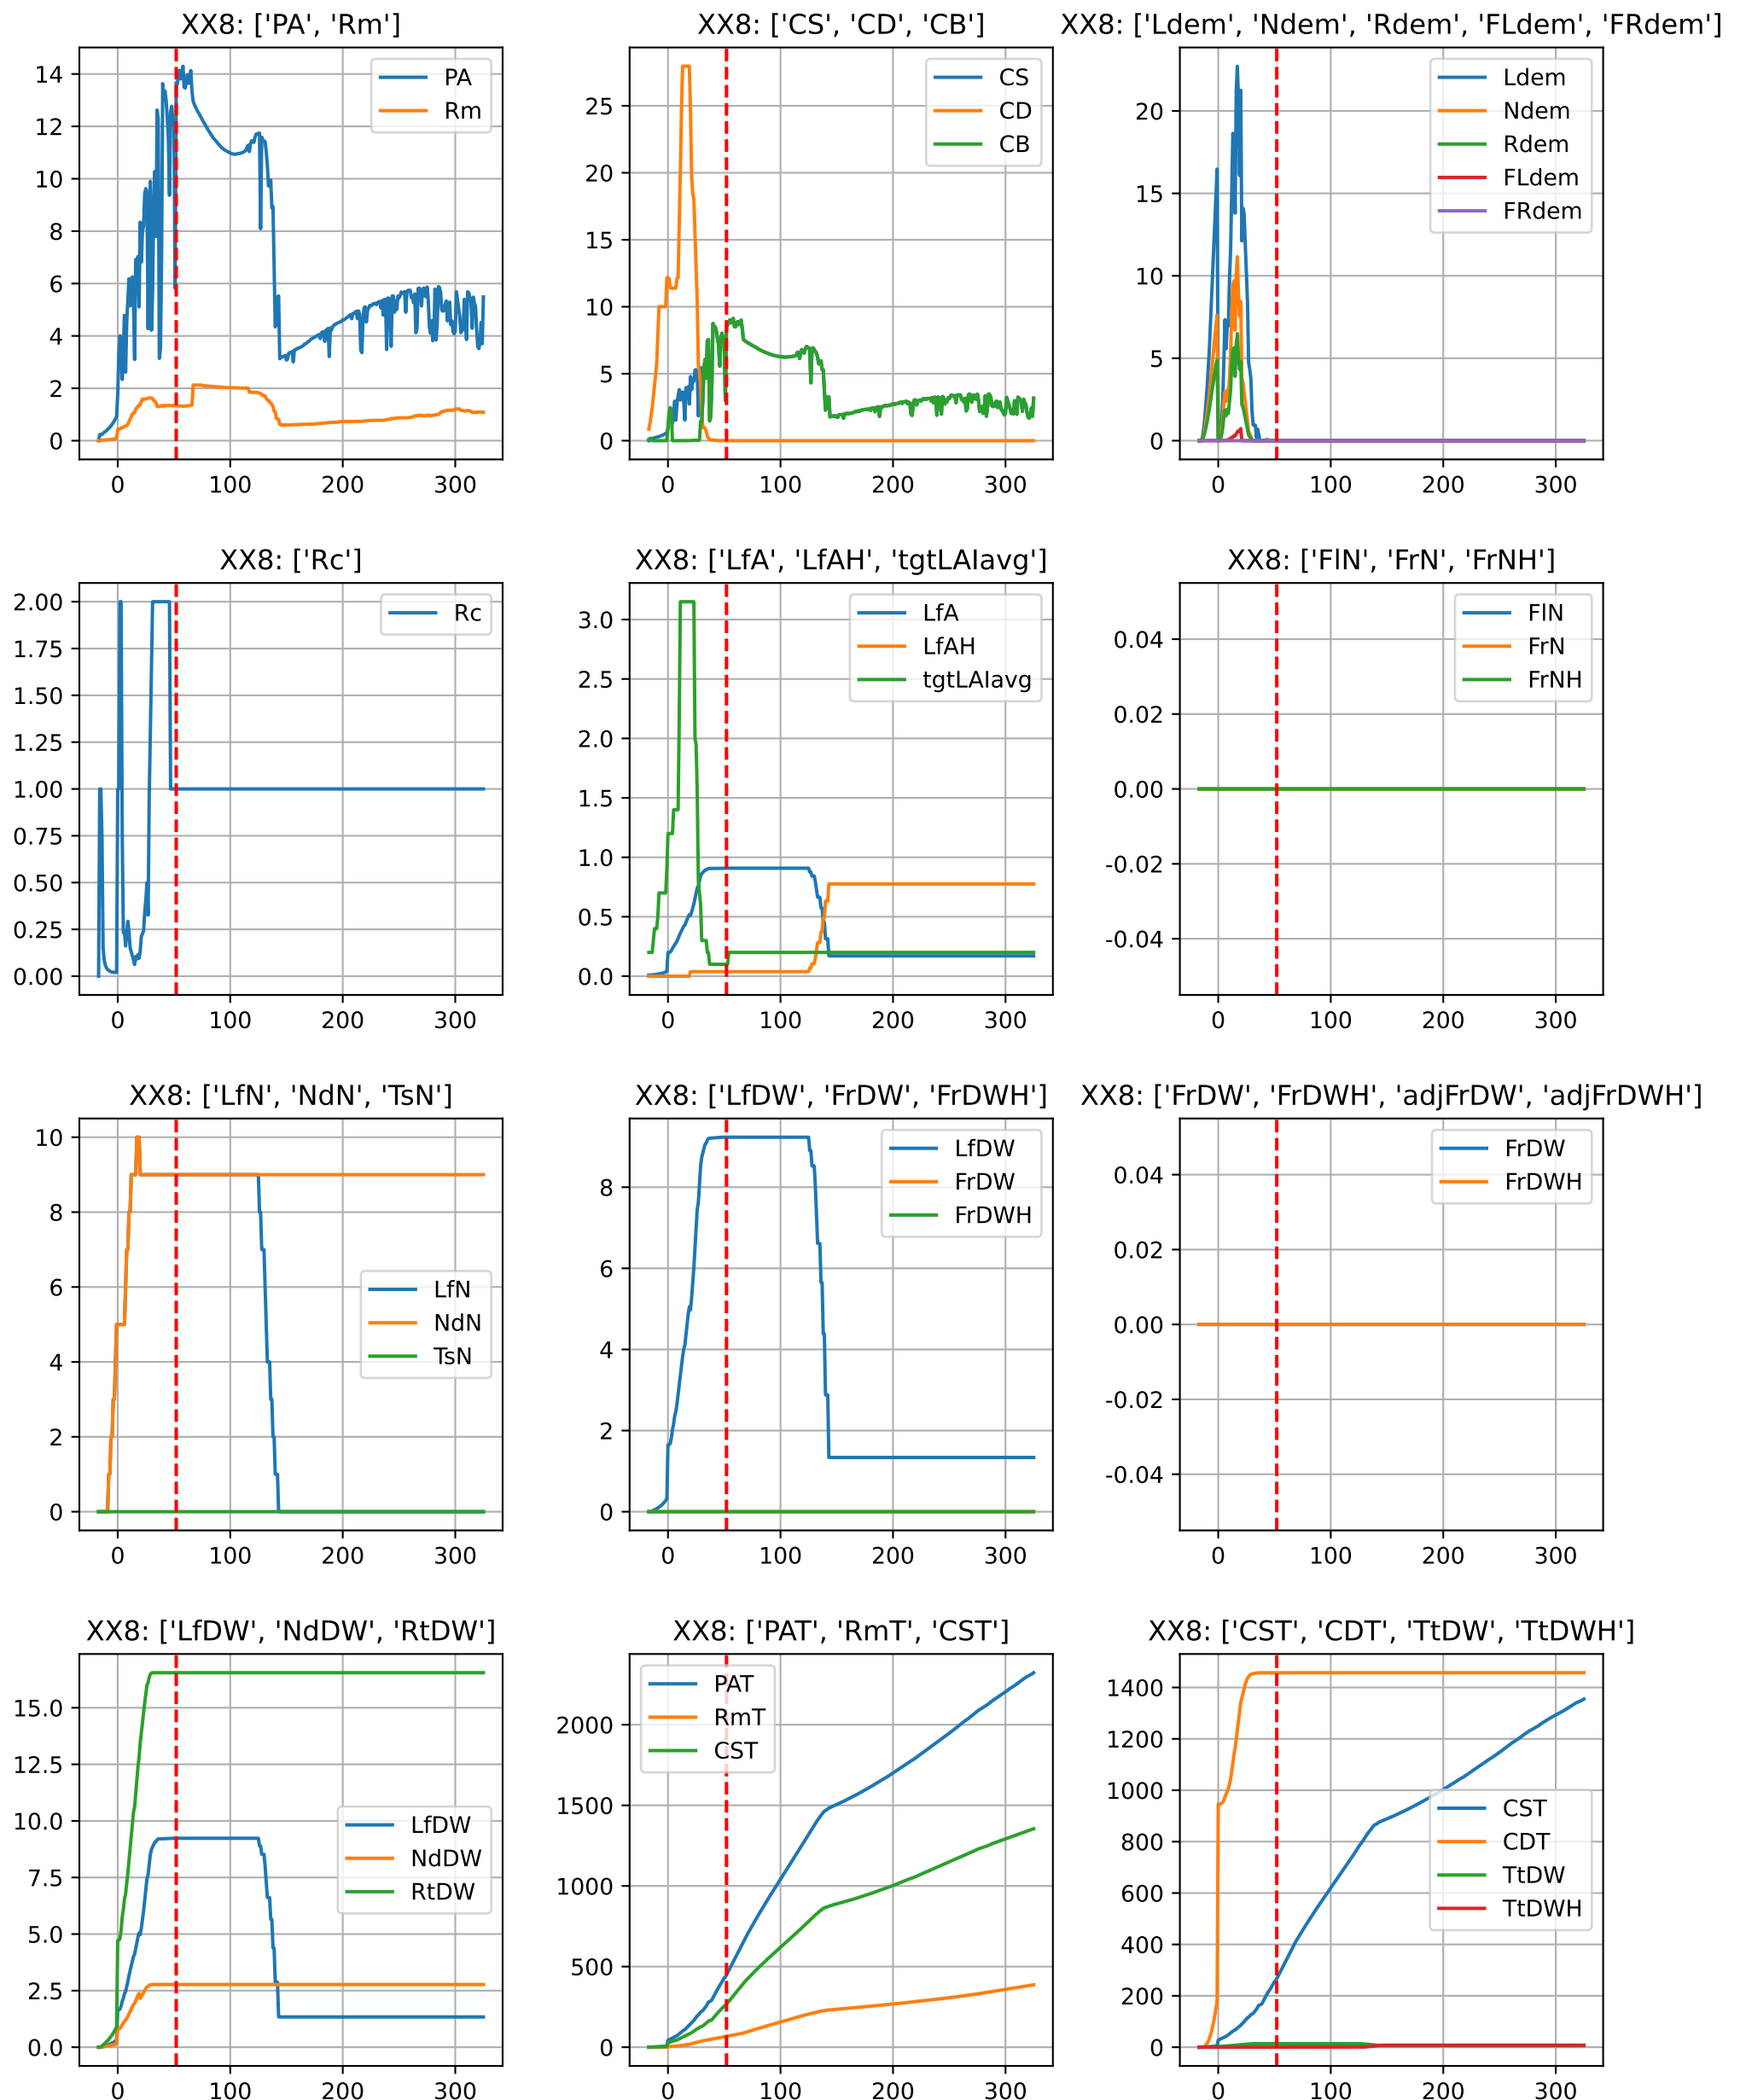 XX8: ['PA', 'Rm']
14
12
10
8
6
4
2
0
0 100 200 300
PA
Rm
XX8: ['CS', 'CD', 'CB']
25
20
15
10
5
0
0 100 200 300
CS
CD
CB
XX8: ['Ldem', 'Ndem', 'Rdem', 'FLdem', 'FRdem']
20
15
10
5
0
0 100 200 300
Ldem
Ndem
Rdem
FLdem
FRdem
XX8: ['Rc']
2.00
1.75
1.50
1.25
1.00
0.75
0.50
0.25
0.00
0 100 200 300
Rc
XX8: ['LfA', 'LfAH', 'tgtLAIavg']
3.0
2.5
2.0
1.5
1.0
0.5
0.0
0 100 200 300
LfA
LfAH
tgtLAIavg
XX8: ['FlN', 'FrN', 'FrNH']
0.04
0.02
0.00
-0.02
-0.04
0 100 200 300
FlN
FrN
FrNH
XX8: ['LfN', 'NdN', 'TsN']
10
8
6
4
2
0
0 100 200 300
LfN
NdN
TsN
XX8: ['LfDW', 'FrDW', 'FrDWH']
8
6
4
2
0
0 100 200 300
LfDW
FrDW
FrDWH
XX8: ['FrDW', 'FrDWH', 'adjFrDW', 'adjFrDWH']
0.04
0.02
0.00
-0.02
-0.04
0 100 200 300
FrDW
FrDWH
XX8: ['LfDW', 'NdDW', 'RtDW']
15.0
12.5
10.0
7.5
5.0
2.5
0.0
0 100 200 300
LfDW
NdDW
RtDW
XX8: ['PAT', 'RmT', 'CST']
2000
1500
1000
500
0
0 100 200 300
PAT
RmT
CST
XX8: ['CST', 'CDT', 'TtDW', 'TtDWH']
1400
1200
1000
800
600
400
200
0
0 100 200 300
CST
CDT
TtDW
TtDWH